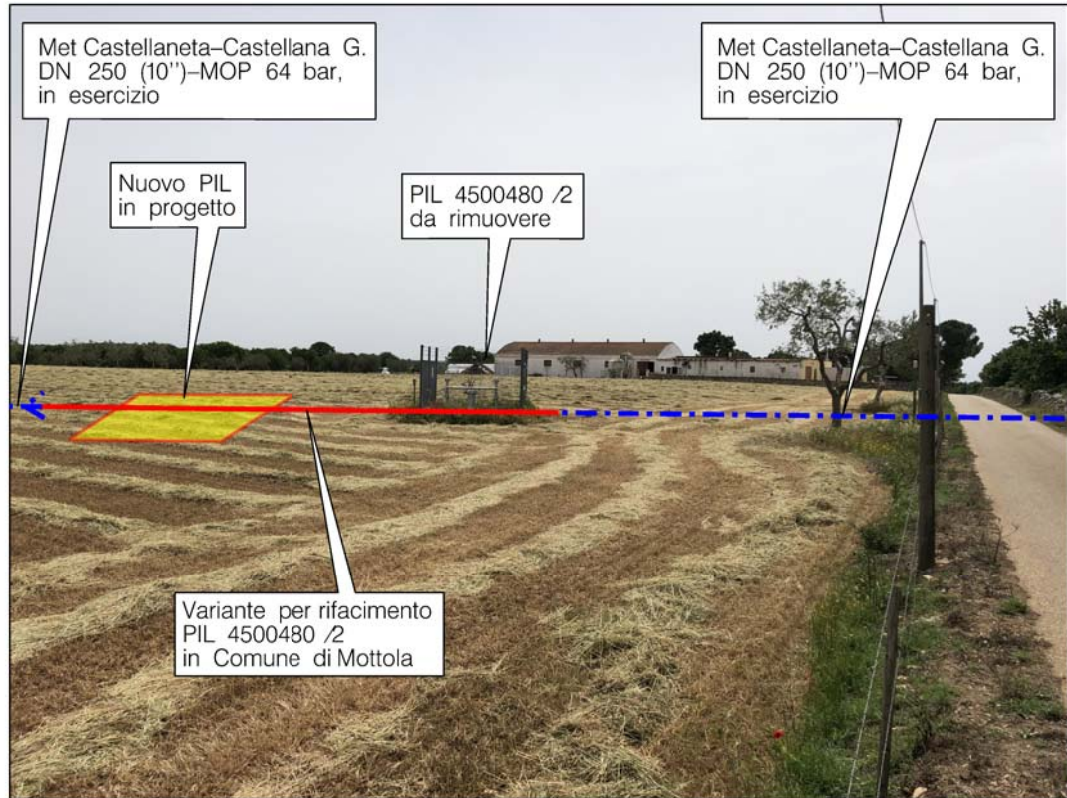 Met Castellaneta–Castellana G.
DN 250 (10'')–MOP 64 bar,
in esercizio
Met Castellaneta–Castellana G.
DN 250 (10'')–MOP 64 bar,
in esercizio
Nuovo PIL
in progetto
PIL 4500480 /2
da rimuovere
Variante per rifacimento
PIL 4500480 /2
in Comune di Mottola